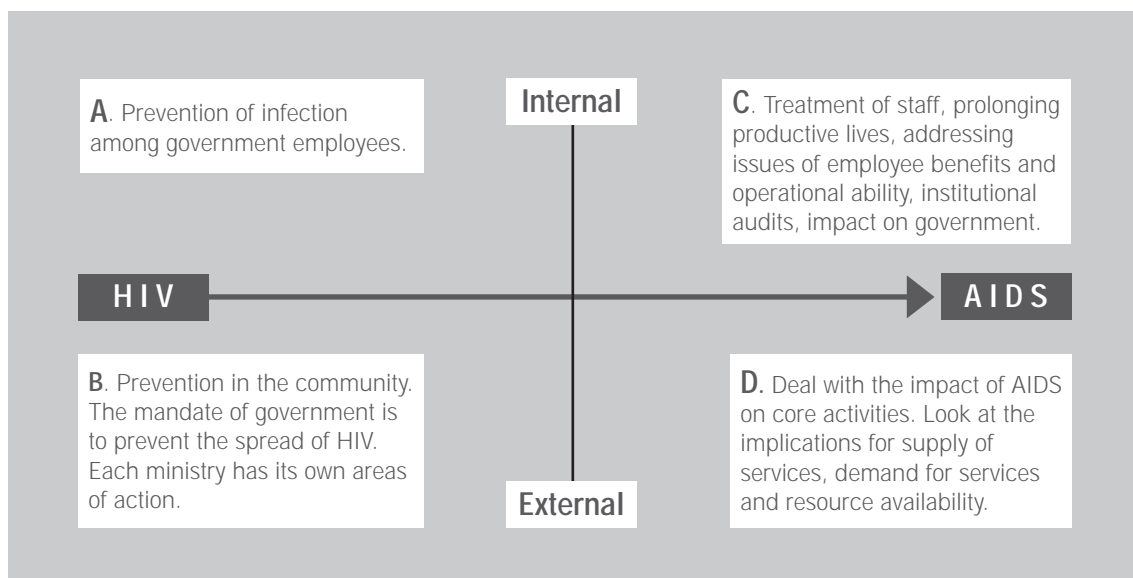 A. Prevention of infection
among government employees.
Internal
C. Treatment of staff, prolonging
productive lives, addressing
issues of employee benefits and
operational ability, institutional
audits, impact on government.
HIV
AIDS
B. Prevention in the community.
The mandate of government is
to prevent the spread of HIV.
Each ministry has its own areas
of action.
External
D. Deal with the impact of AIDS
on core activities. Look at the
implications for supply of
services, demand for services
and resource availability.